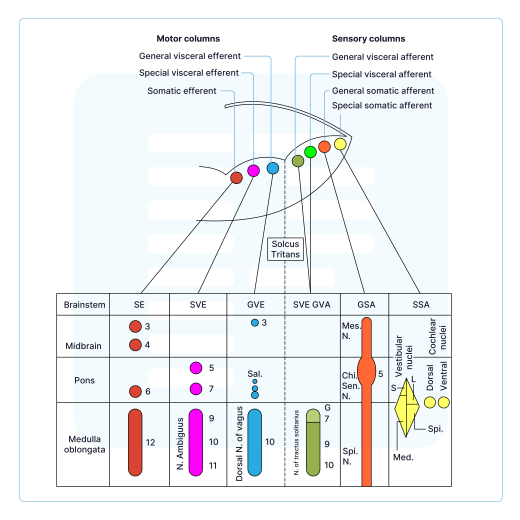 Motor columns
Sensory columns
General visceral efferent
General visceral afferent
Special visceral efferent
Special visceral afferent
Somatic efferent
General somatic afferent
Special somatic afferent
Solcus
Tritans
Brainstem
SE
SVE
GVE
SVE GVA
GSA
SSA
Midbrain
3
4
3
Mes.
N.
Vestibular
nuclei
Cochlear
nuclei
Pons
6
5
7
Sal.
Chi.
Sen.
N.
5
S
L
Dorsal
Ventral
Medulla
oblongata
12
N. Ambiguus
9
10
11
Dorsal N. of vagus
10
N. of tractus solitarius
G
7
9
10
Spi.
N.
Spi.
Med.